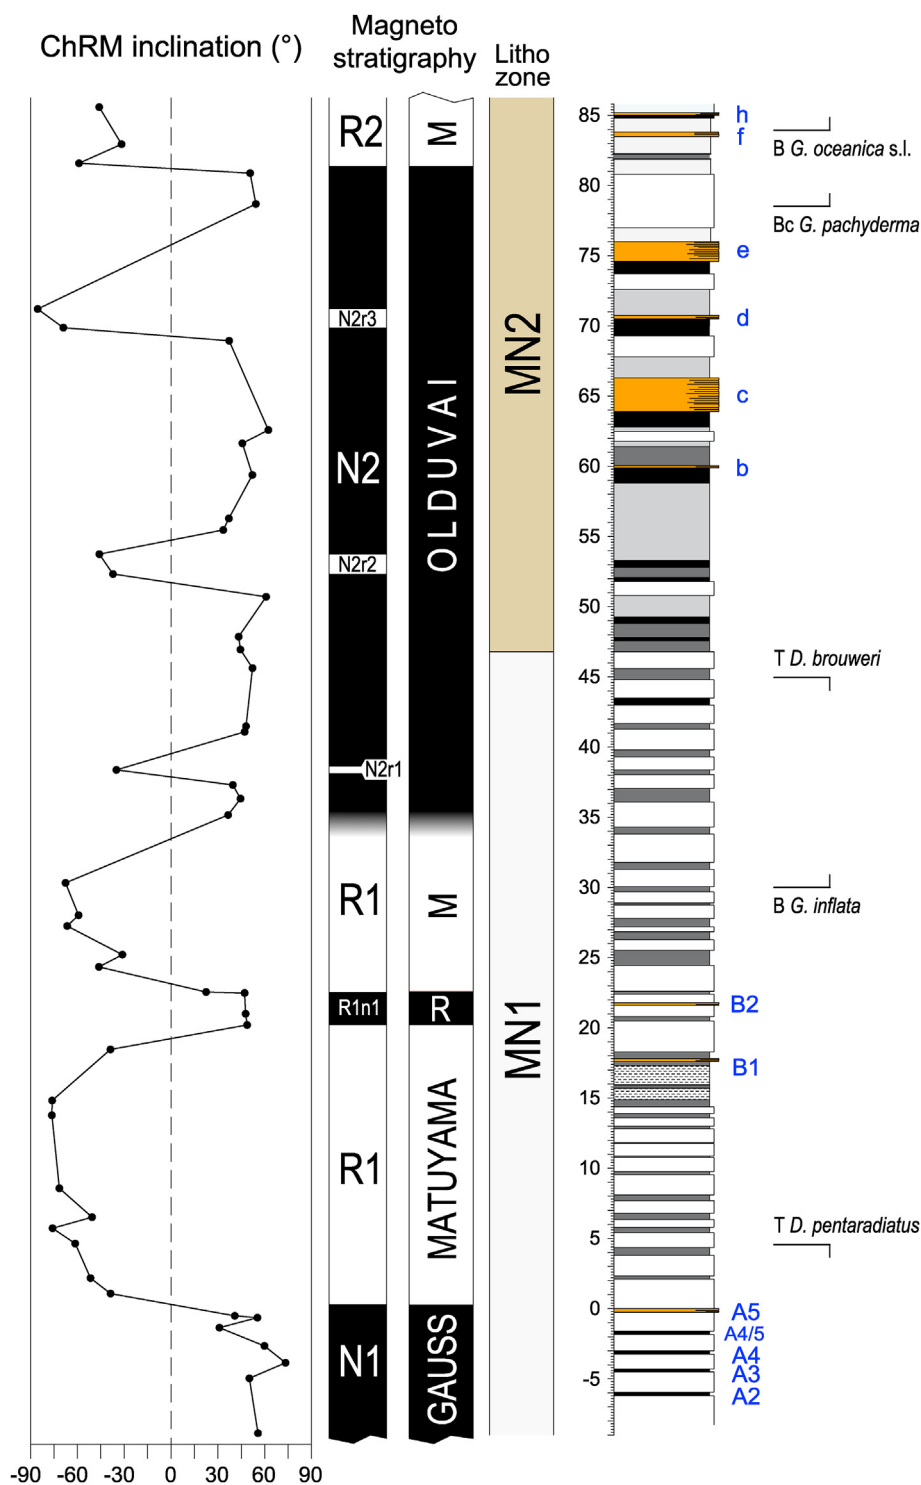 ChRM inclination (°)
Magneto
stratigraphy
Litho
zone
R2
M
N2r3
N2
N2r2
N2r1
OLDUVAI
R1
M
R1n1
R
R1
MATUYAMA
N1
GAUSS
MN2
MN1
85
80
75
70
65
60
55
50
45
40
35
30
25
20
15
10
5
0
-5
h
f
e
d
c
b
B2
B1
A5
A4/5
A4
A3
A2
B G. oceanica s.l.
Bc G. pachyderma
T D. brouweri
B G. inflata
T D. pentaradiatus
-90 -60 -30 0 30 60 90